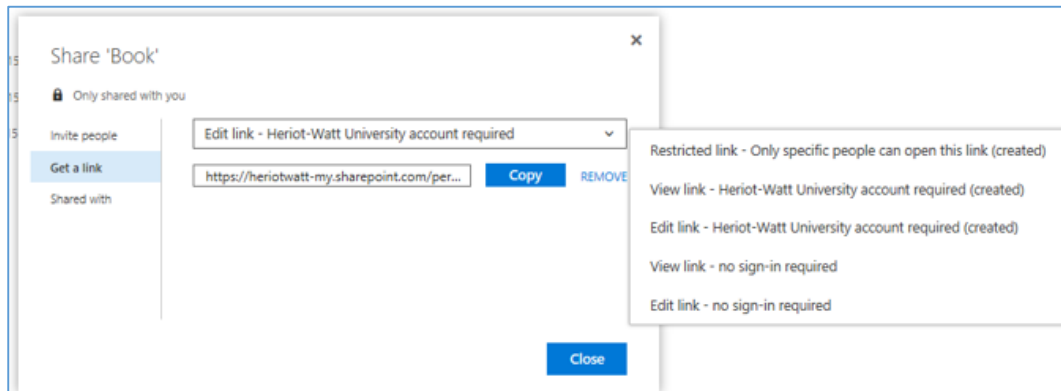 Share 'Book'
Only shared with you
Invite people
Get a link
Shared with
Edit link - Heriot-Watt University account required
https://heriotwatt-my.sharepoint.com/per...
Copy
REMOVE
Restricted link - Only specific people can open this link (created)
View link - Heriot-Watt University account required (created)
Edit link - Heriot-Watt University account required (created)
View link - no sign-in required
Edit link - no sign-in required
Close